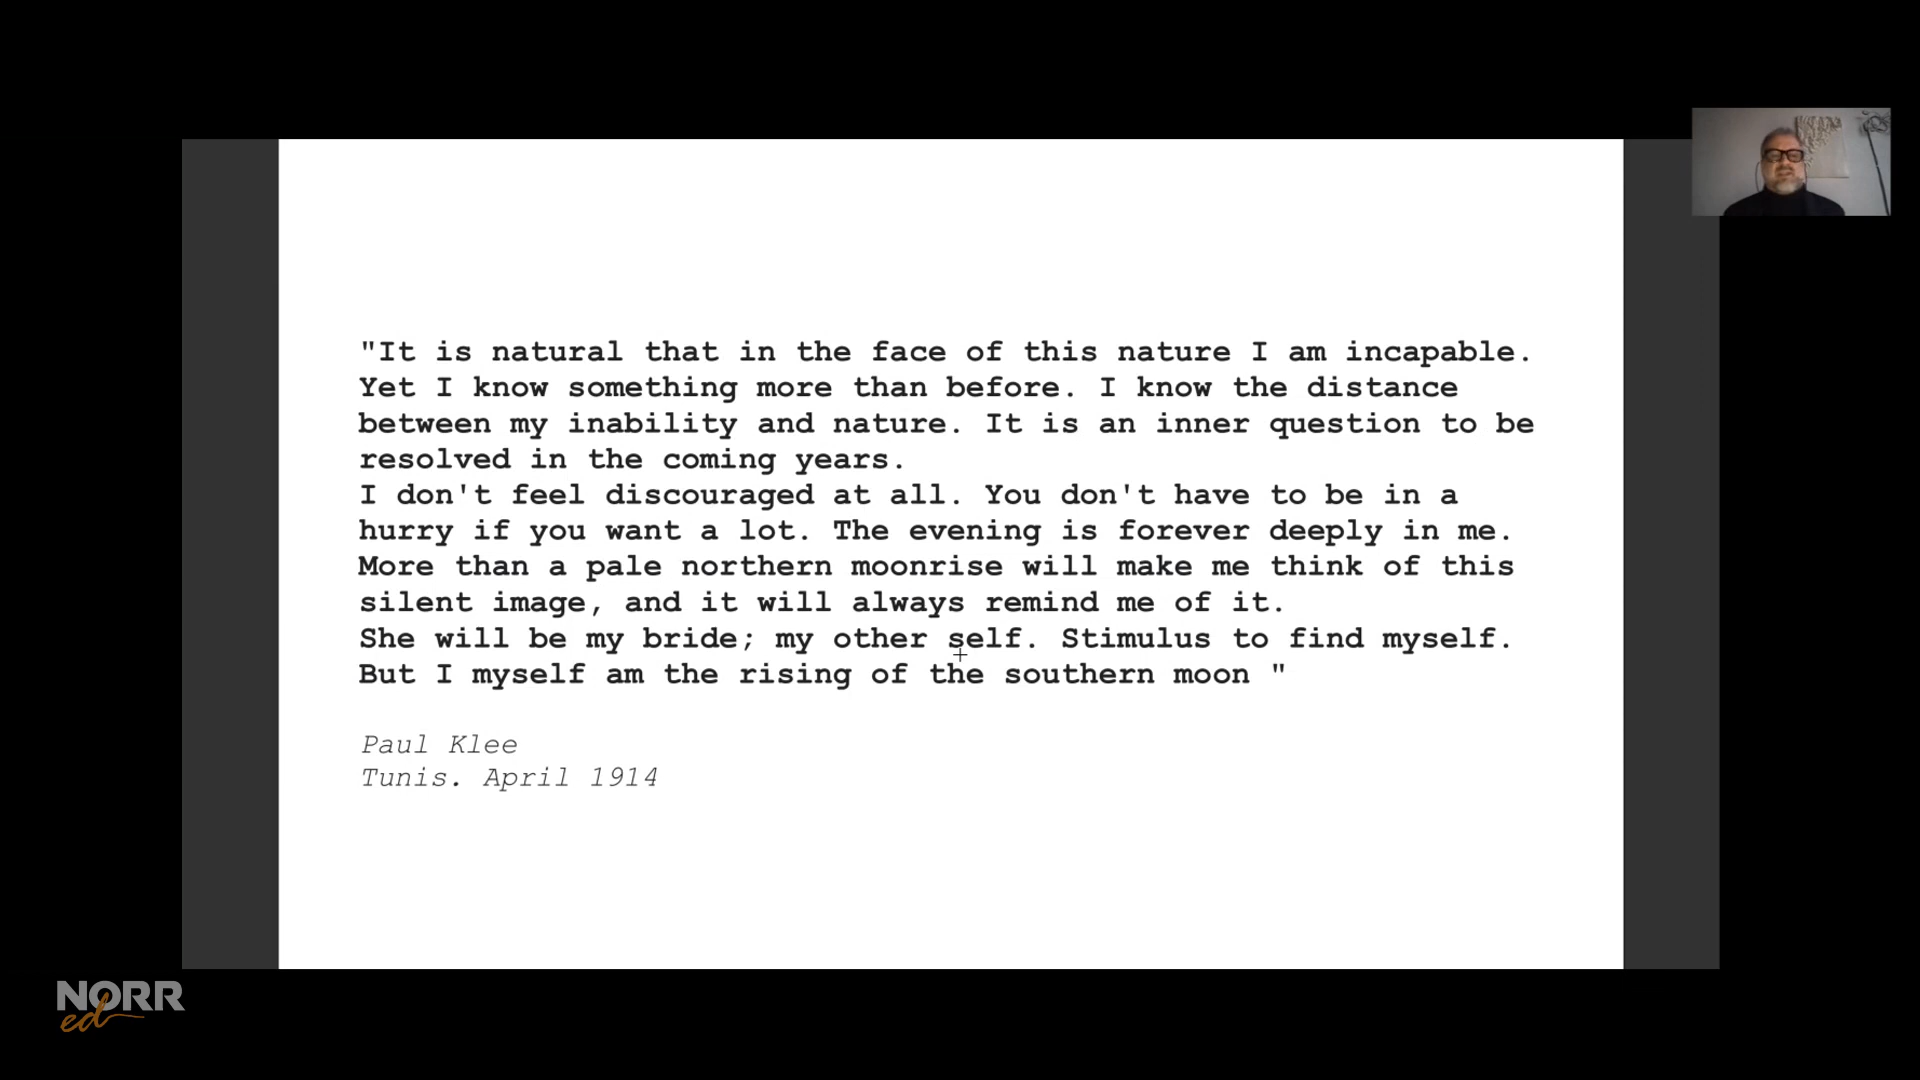 "It is natural that in the face of this nature I am incapable.
Yet I know something more than before. I know the distance
between my inability and nature. It is an inner question to be
resolved in the coming years.
I don't feel discouraged at all. You don't have to be in a
hurry if you want a lot. The evening is forever deeply in me.
More than a pale northern moonrise will make me think of this
silent image, and it will always remind me of it.
She will be my bride; my other self. Stimulus to find myself.
But I myself am the rising of the southern moon "
Paul Klee
Tunis. April 1914
NORR
ed